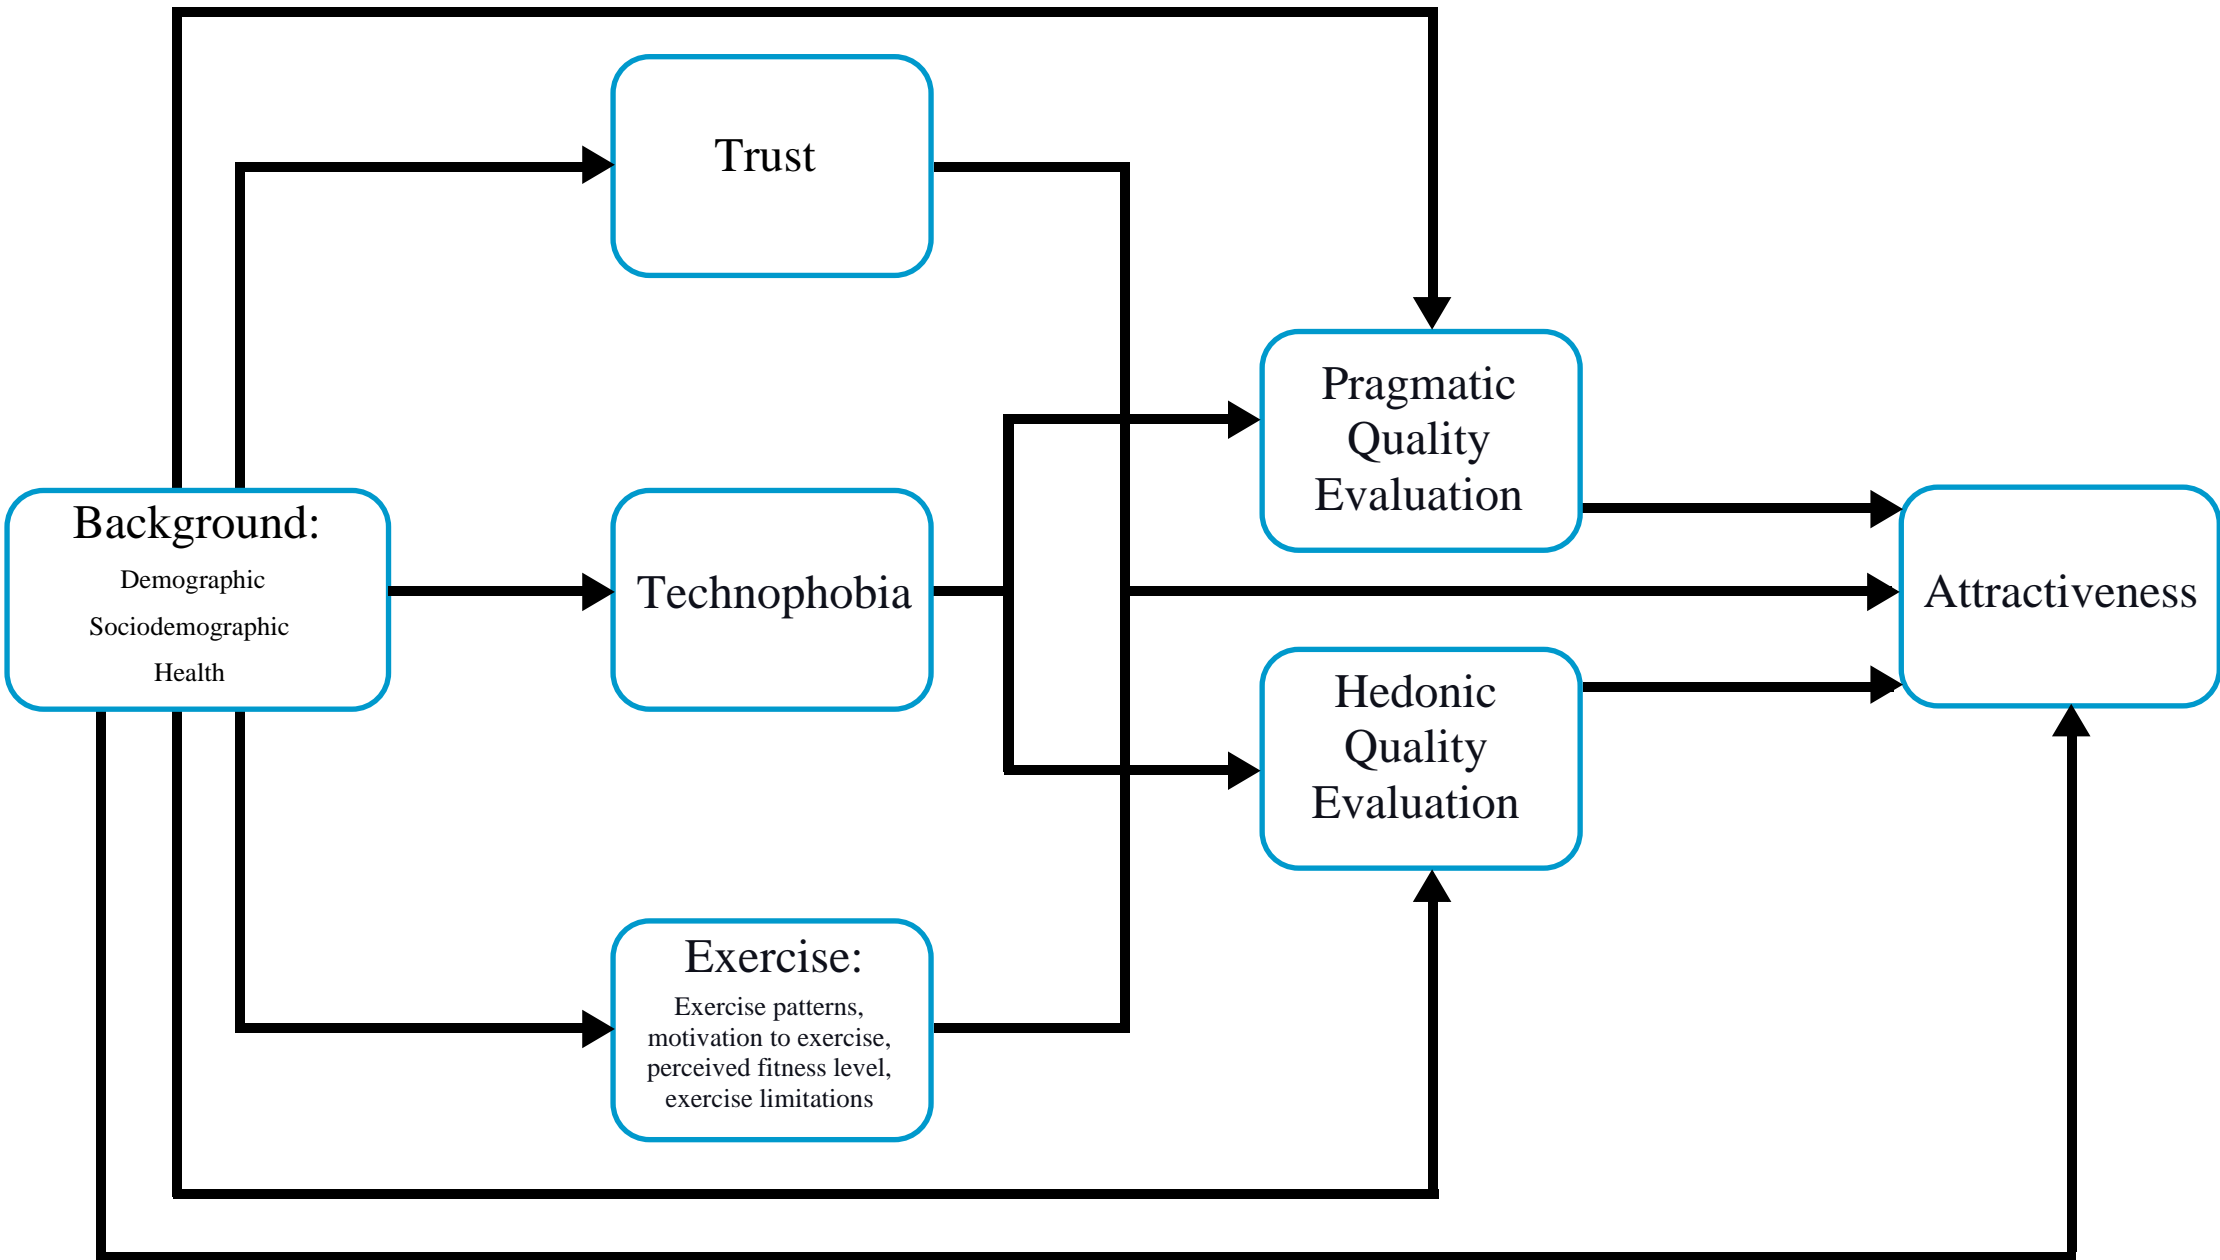 Trust
Pragmatic
Quality
Evaluation
Background:
Demographic
Sociodemographic
Health
Technophobia
Attractiveness
Hedonic
Quality
Evaluation
Exercise:
Exercise patterns,
motivation to exercise,
perceived fitness level,
exercise limitations